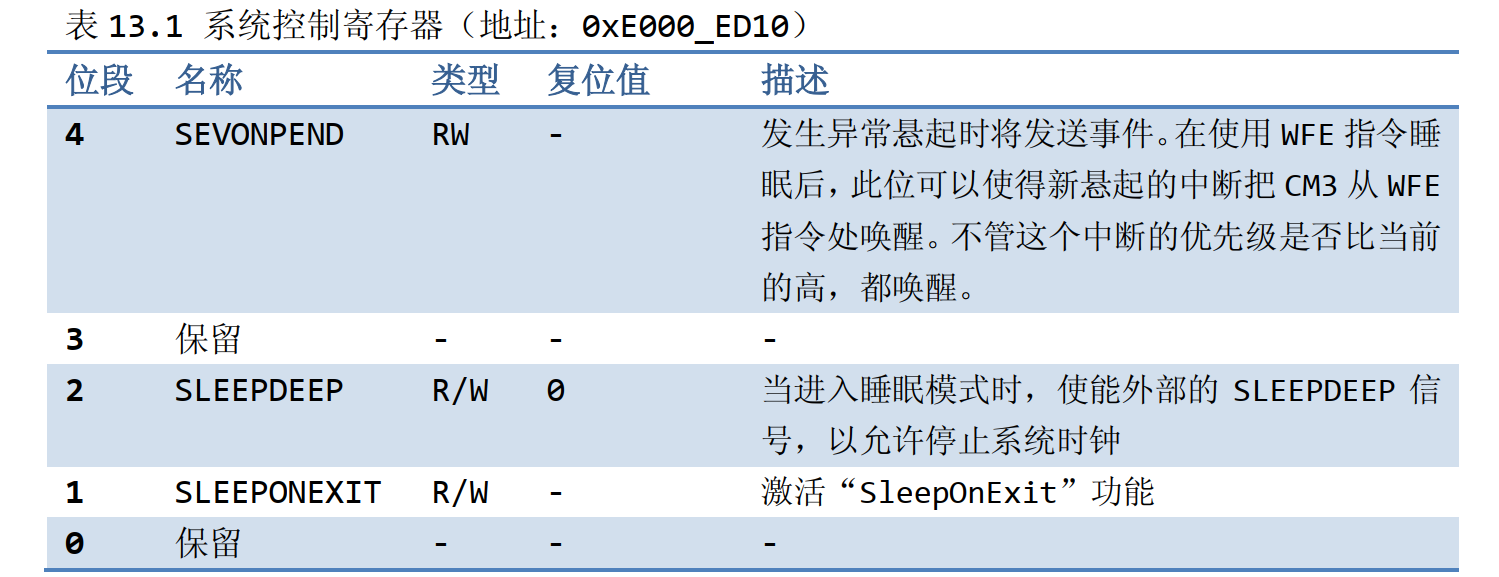 表 13.1 系统控制寄存器（地址：0xE000_ED10）
位段 名称 类型 复位值 描述
4 SEVONPEND RW - 发生异常悬起时将发送事件。在使用 WFE 指令睡
眠后，此位可以使得新悬起的中断把 CM3 从 WFE
指令处唤醒。不管这个中断的优先级是否比当前
的高，都唤醒。
3 保留 - - -
2 SLEEPDEEP R/W 0 当进入睡眠模式时，使能外部的 SLEEPDEEP 信
号，以允许停止系统时钟
1 SLEEPONEXIT R/W - 激活“SleepOnExit”功能
0 保留 - - -